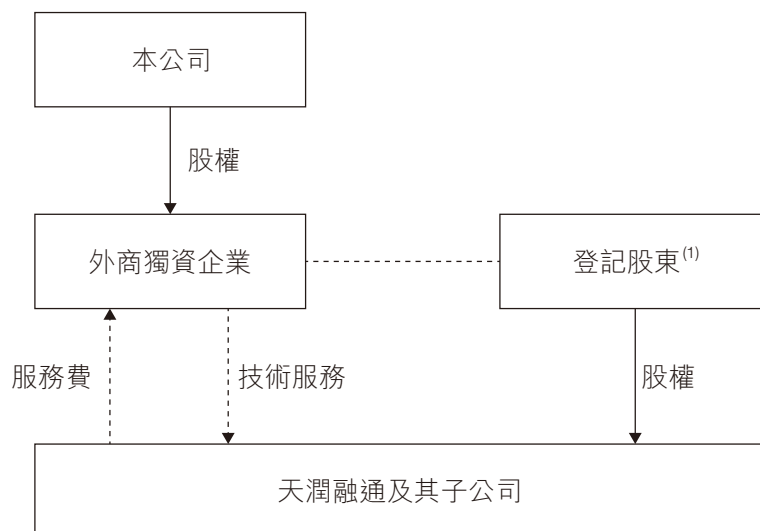 本公司
股權
外商獨資企業
登記股東(1)
服務費
技術服務
股權
天潤融通及其子公司